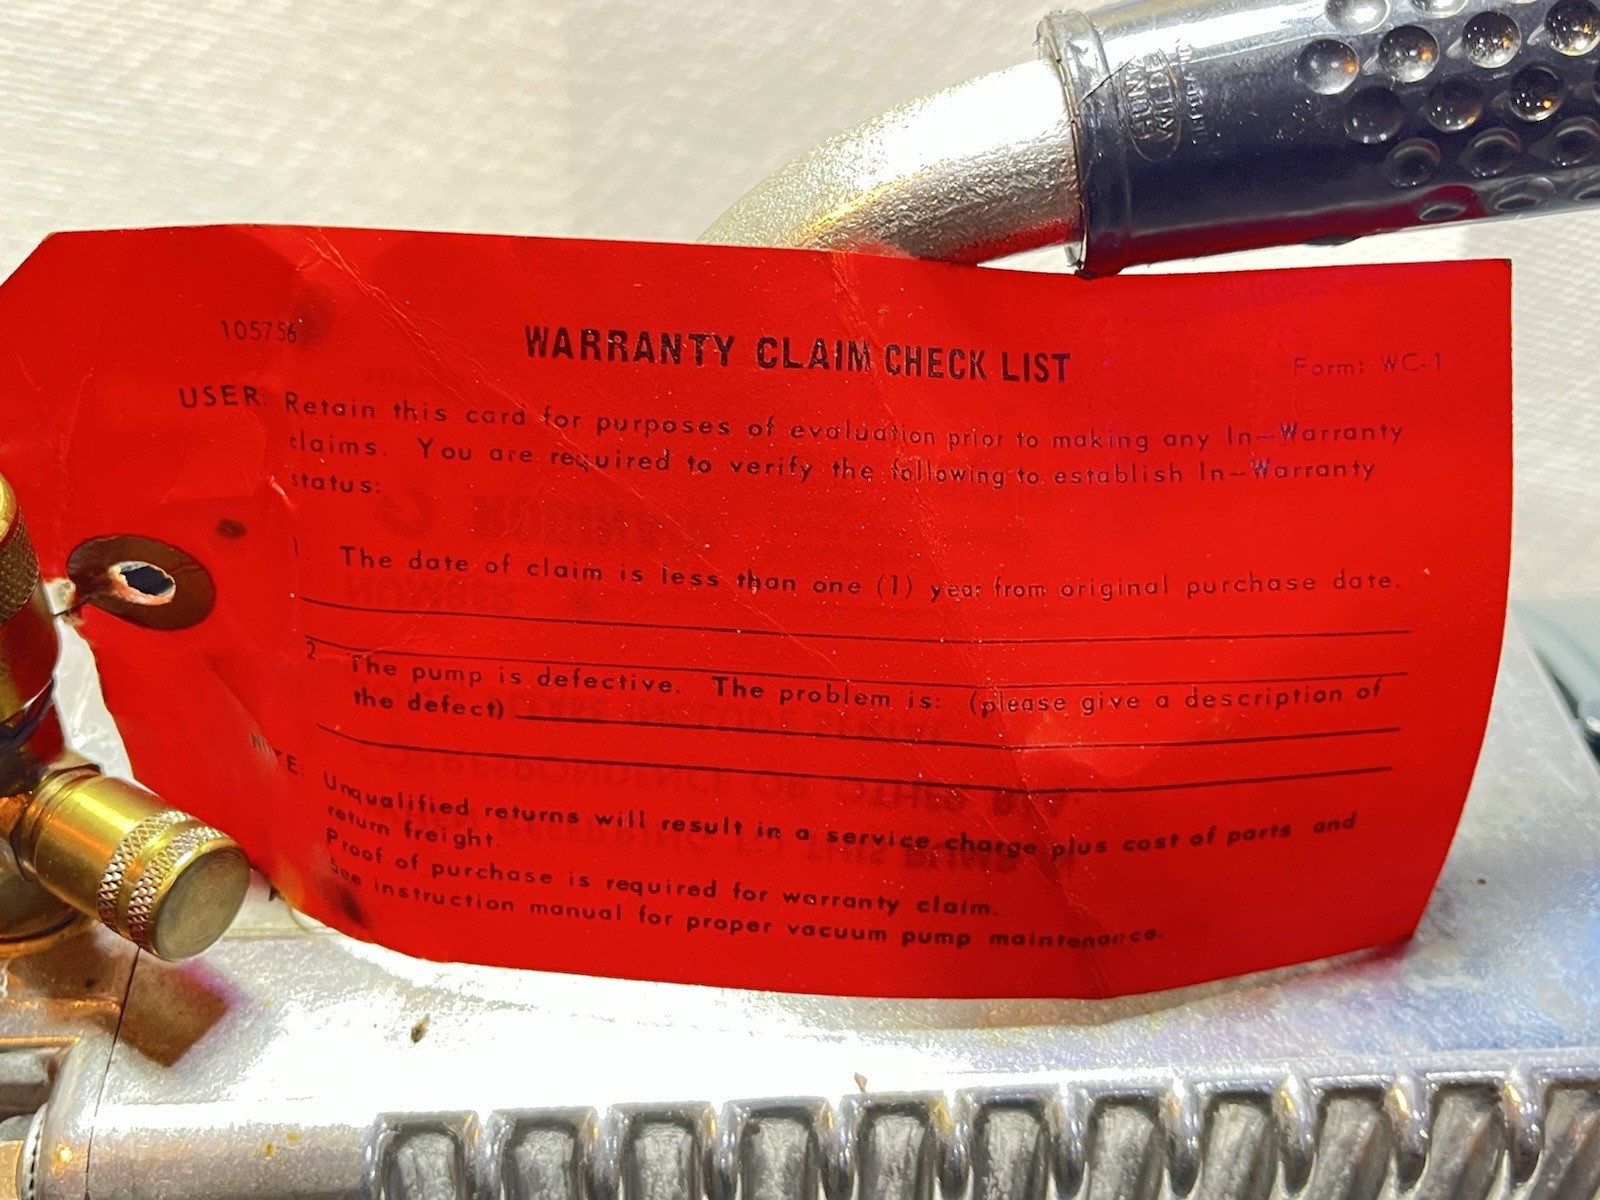 105756
WARRANTY CLAIM CHECK LIST
Form: WC-1
USER: Retain this card for purposes of evaluation prior to making any In-Warranty
claims. You are required to verify the following to establish In-Warranty
status:
1. The date of claim is less than one (1) year from original purchase date.
2. The pump is defective. The problem is: (please give a description of
the defect)
NOTE: Unqualified returns will result in a service charge plus cost of parts and
return freight.
Proof of purchase is required for warranty claim.
See instruction manual for proper vacuum pump maintenance.